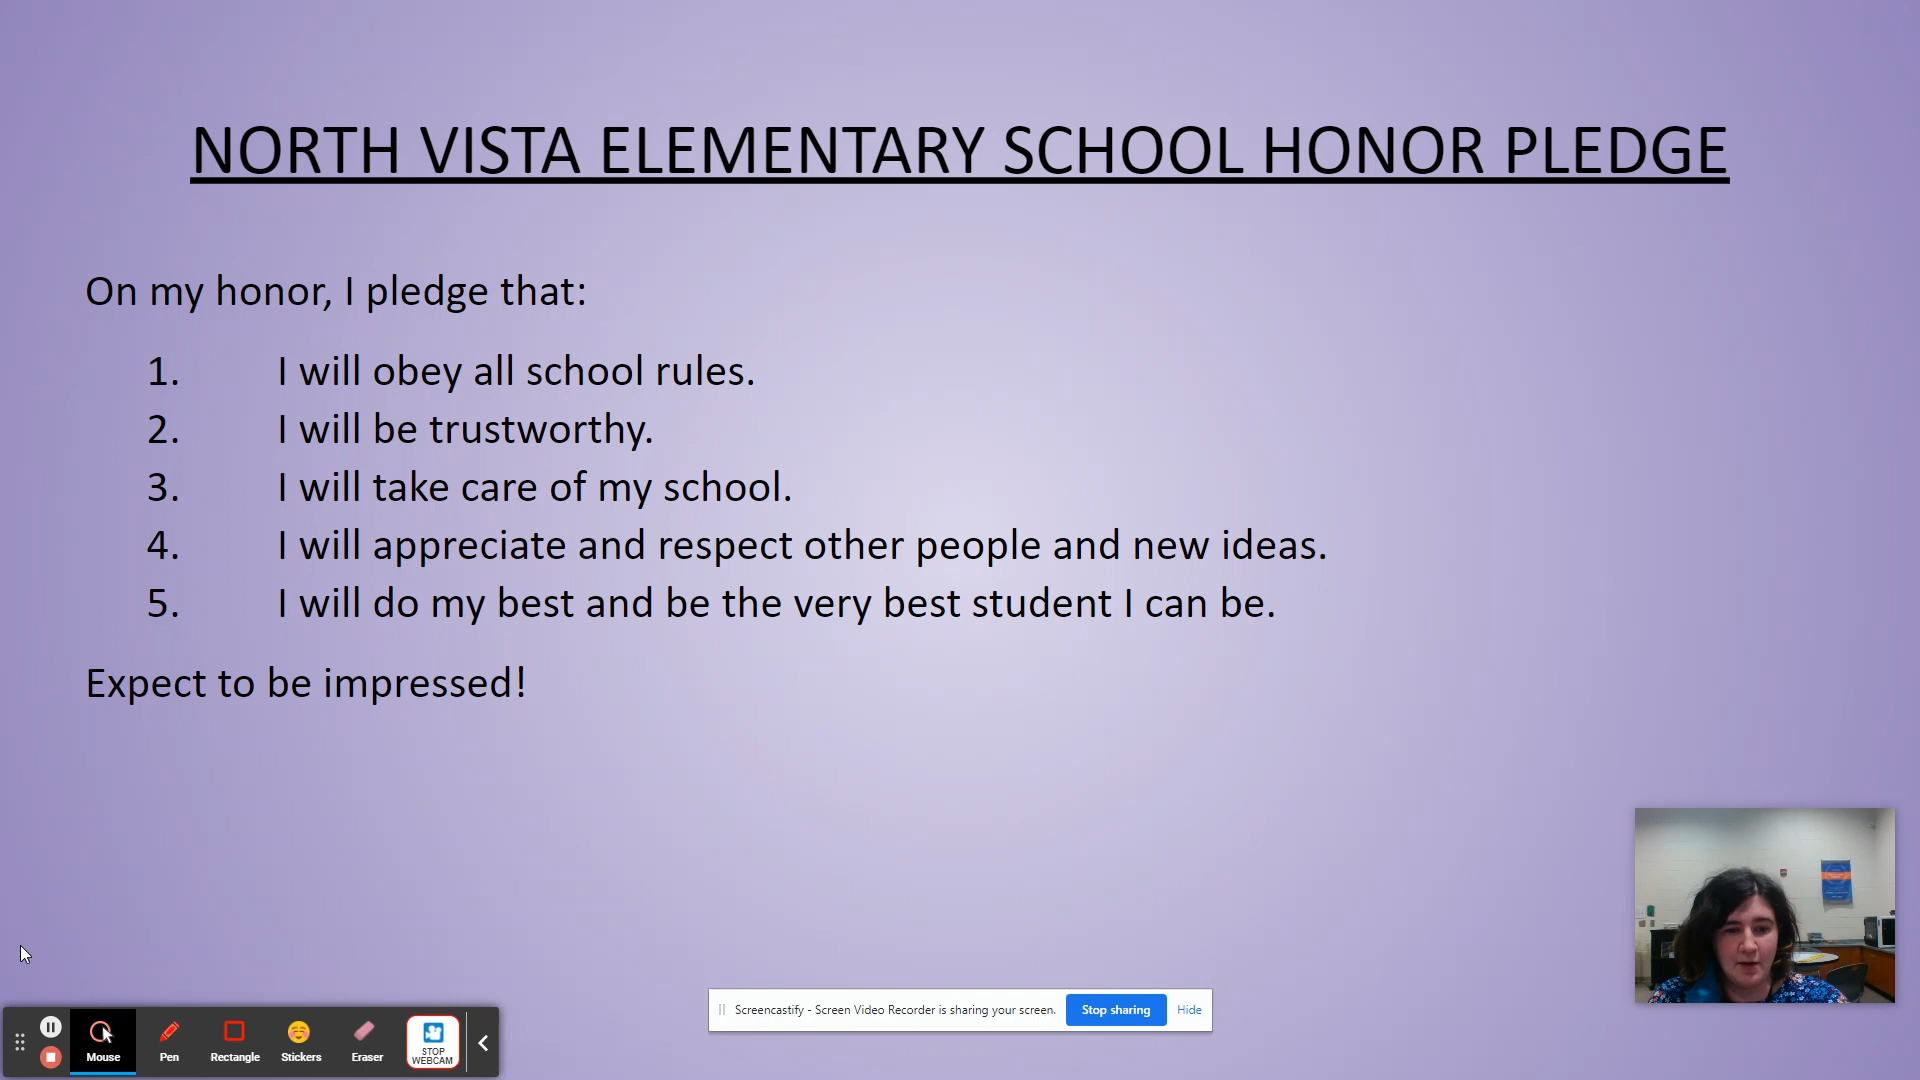 NORTH VISTA ELEMENTARY SCHOOL HONOR PLEDGE
On my honor, I pledge that:
1. I will obey all school rules.
2. I will be trustworthy.
3. I will take care of my school.
4. I will appreciate and respect other people and new ideas.
5. I will do my best and be the very best student I can be.
Expect to be impressed!
Screencastify - Screen Video Recorder is sharing your screen. Stop sharing Hide
Mouse Pen Rectangle Stickers Eraser STOP
WEBCAM